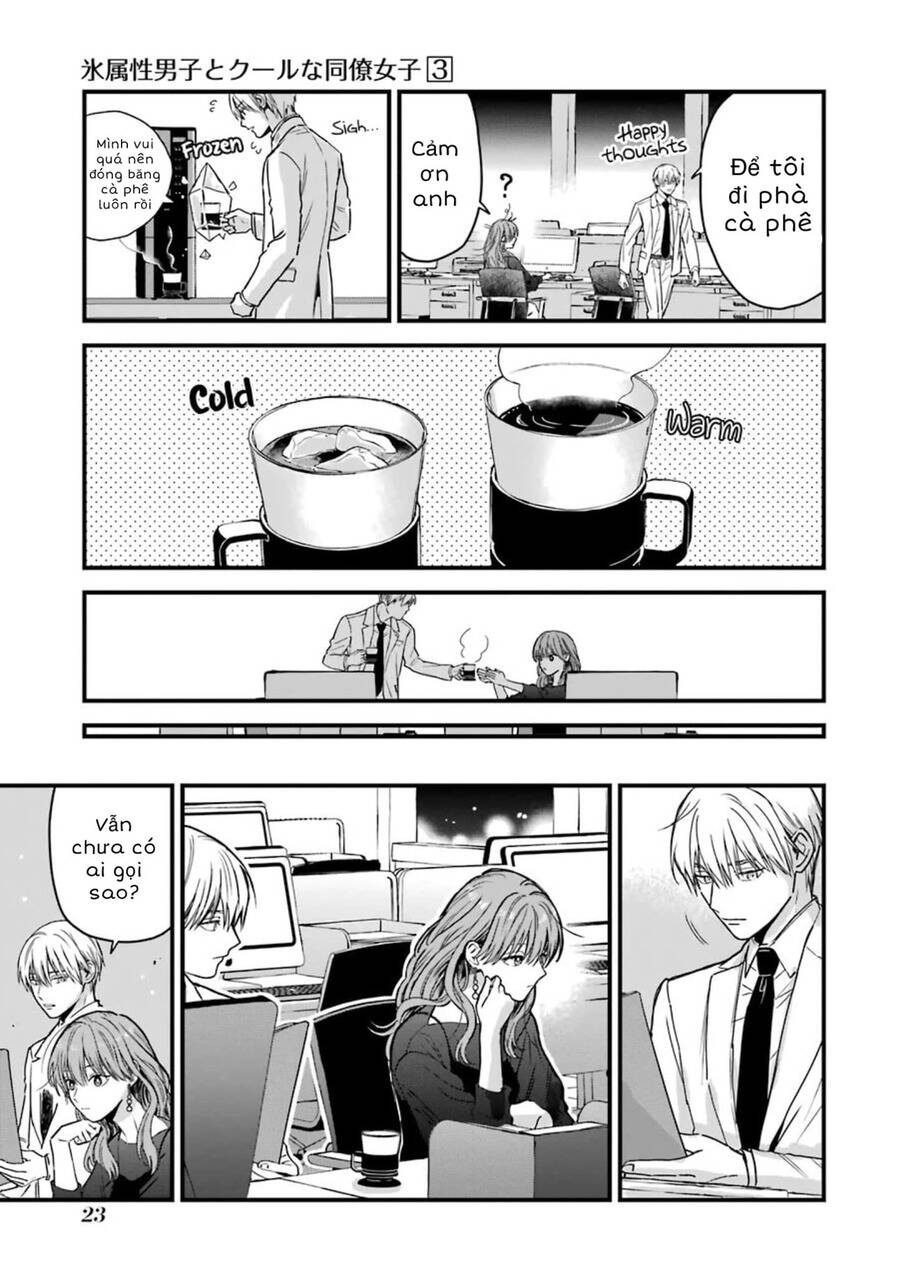 氷属性男子とクールな同僚女子 3
Để tôi
đi phà
cà phê
Happy
thoughts
?
Cảm
ơn
anh
Sigh...
Frozen
Mình vui
quá nên
đóng băng
cà phê
luôn rồi
Cold
Warm
Vẫn
chưa có
ai gọi
sao?
23